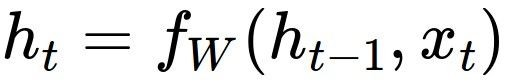 h_t = f_W(h_{t-1}, x_t)